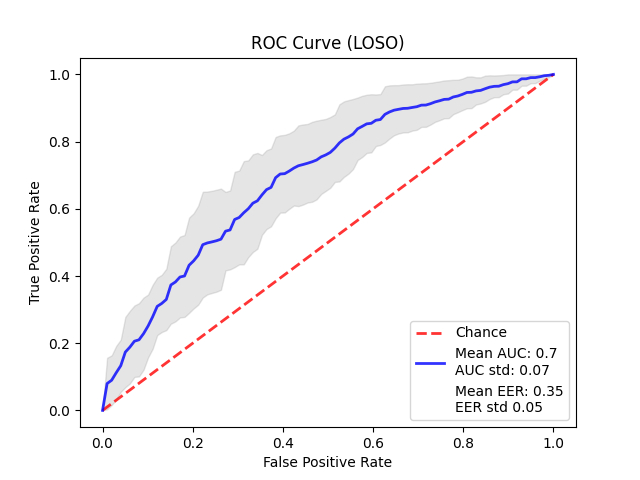 ROC Curve (LOSO)
True Positive Rate
1.0
0.8
0.6
0.4
0.2
0.0
0.0 0.2 0.4 0.6 0.8 1.0
False Positive Rate
Chance
Mean AUC: 0.7
AUC std: 0.07
Mean EER: 0.35
EER std 0.05